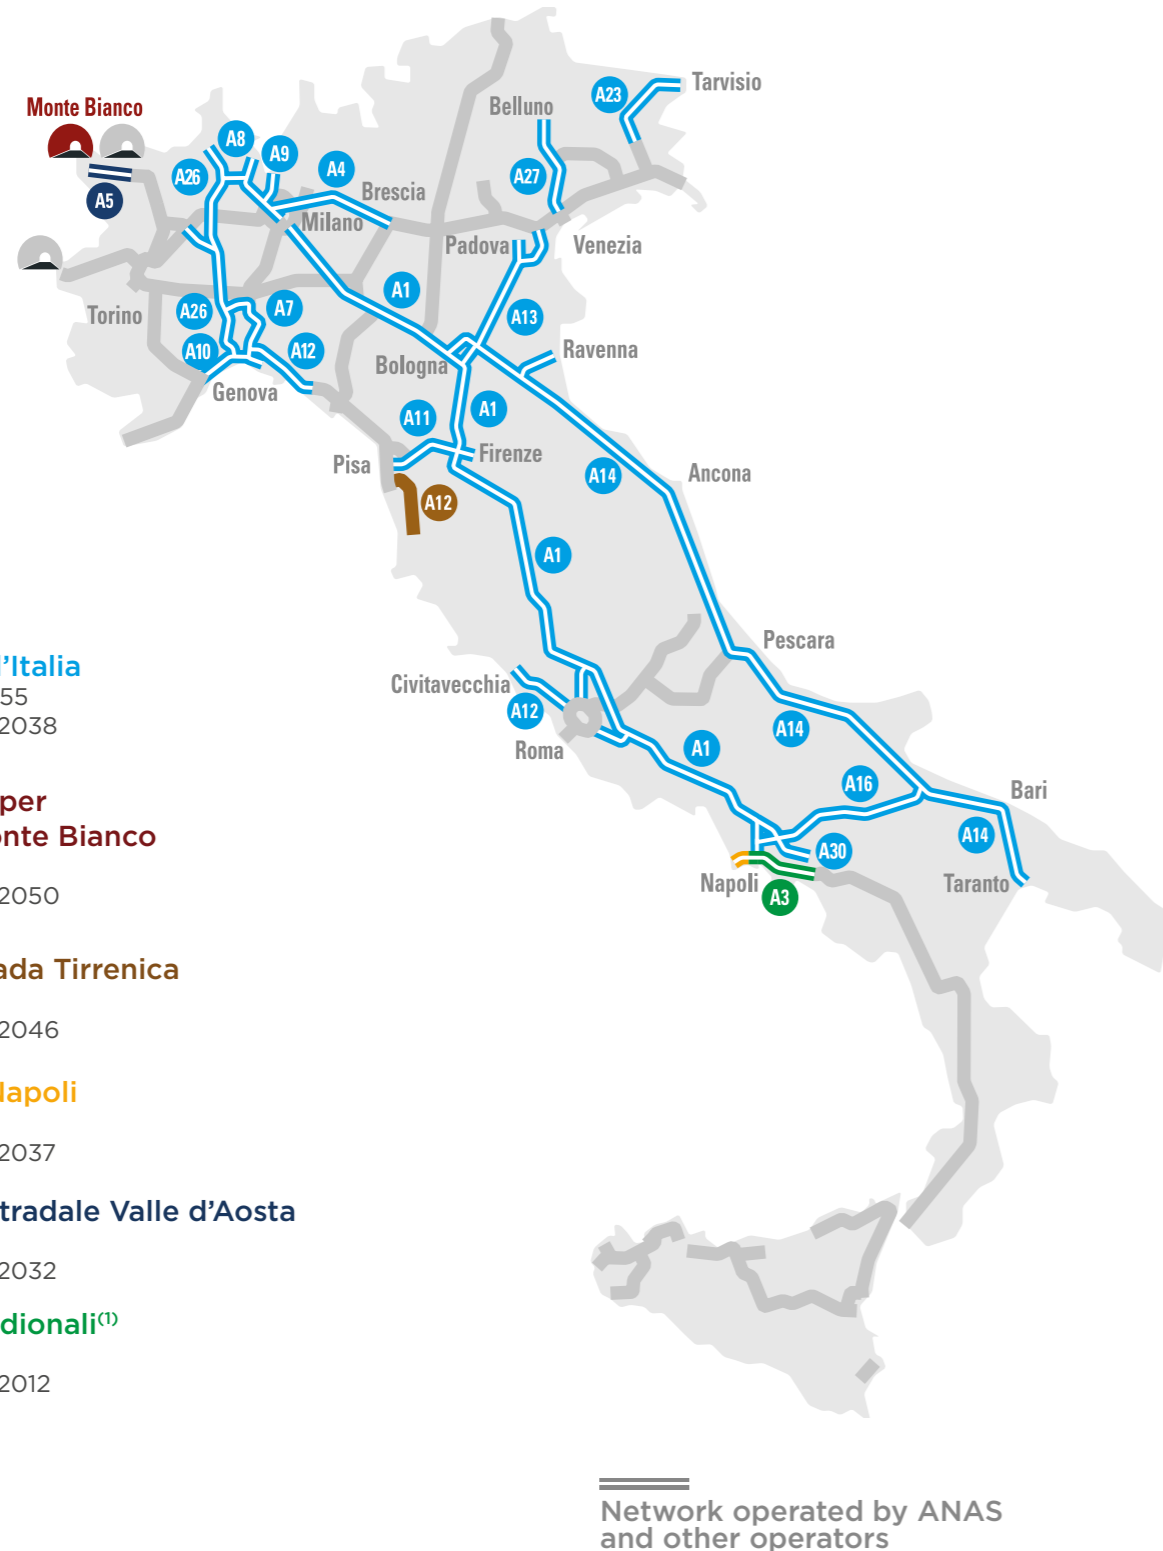 Tarvisio
A23
Belluno
Monte Bianco
A8
A9
A4
A26
A27
Brescia
A5
Milano
Padova
Venezia
A1
A26
A7
A13
Torino
A10
A12
Ravenna
Bologna
Genova
A11
A1
Pisa
Firenze
A14
Ancona
A12
A1
Pescara
l'Italia
55
2038
Civitavecchia
A12
Roma
A14
A1
A16
Bari
per
onte Bianco
A14
A30
Napoli
A3
Taranto
2050
ada Tirrenica
2046
Napoli
2037
tradale Valle d'Aosta
2032
dionali(1)
2012
Network operated by ANAS
and other operators